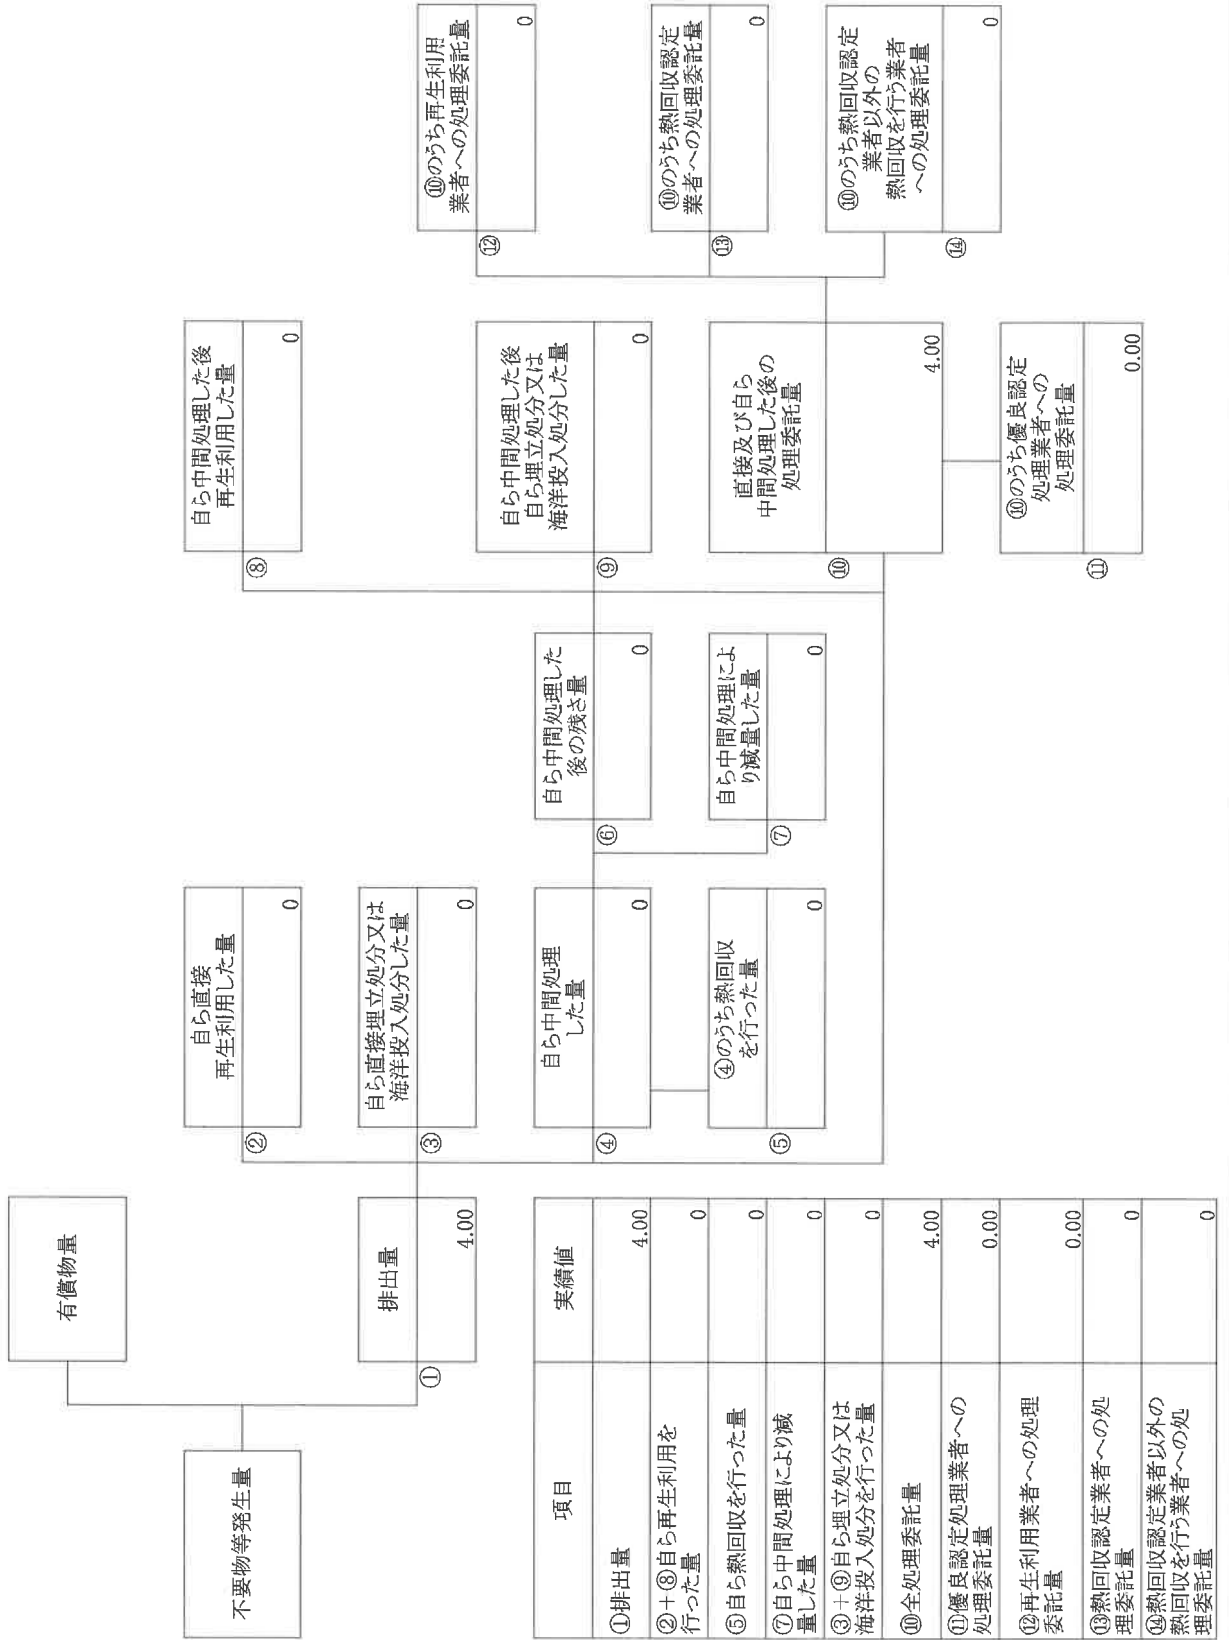 有償物量
不要物等発生量
排出量
①
4.00
自ら直接
再生利用した量
②
0
自ら直接埋立処分又は
海洋投入処分した量
③
0
自ら中間処理
した量
④
0
④のうち熱回収
を行った量
⑤
0
自ら中間処理した
後の残さ量
⑥
0
自ら中間処理によ
り減量した量
⑦
0
自ら中間処理した後
再生利用した量
⑧
0
自ら中間処理した後
自ら埋立処分又は
海洋投入処分した量
⑨
0
直接及び自ら
中間処理した後の
処理委託量
⑩
4.00
⑩のうち優良認定
処理業者への
処理委託量
⑪
0.00
⑩のうち再生利用
業者への処理委託量
⑫
0
⑩のうち熱回収認定
業者への処理委託量
⑬
0
⑩のうち熱回収認定
業者以外の
熱回収を行う業者
への処理委託量
⑭
0
項目 実績値
①排出量 4.00
②＋⑧自ら再生利用を
行った量 0
⑤自ら熱回収を行った量 0
⑦自ら中間処理により減
量した量 0
③＋⑨自ら埋立処分又は
海洋投入処分を行った量 0
⑩全処理委託量 4.00
⑪優良認定処理業者への
処理委託量 0.00
⑫再生利用業者への処理
委託量 0.00
⑬熱回収認定業者への処
理委託量 0
⑭熱回収認定業者以外の
熱回収を行う業者への処
理委託量 0